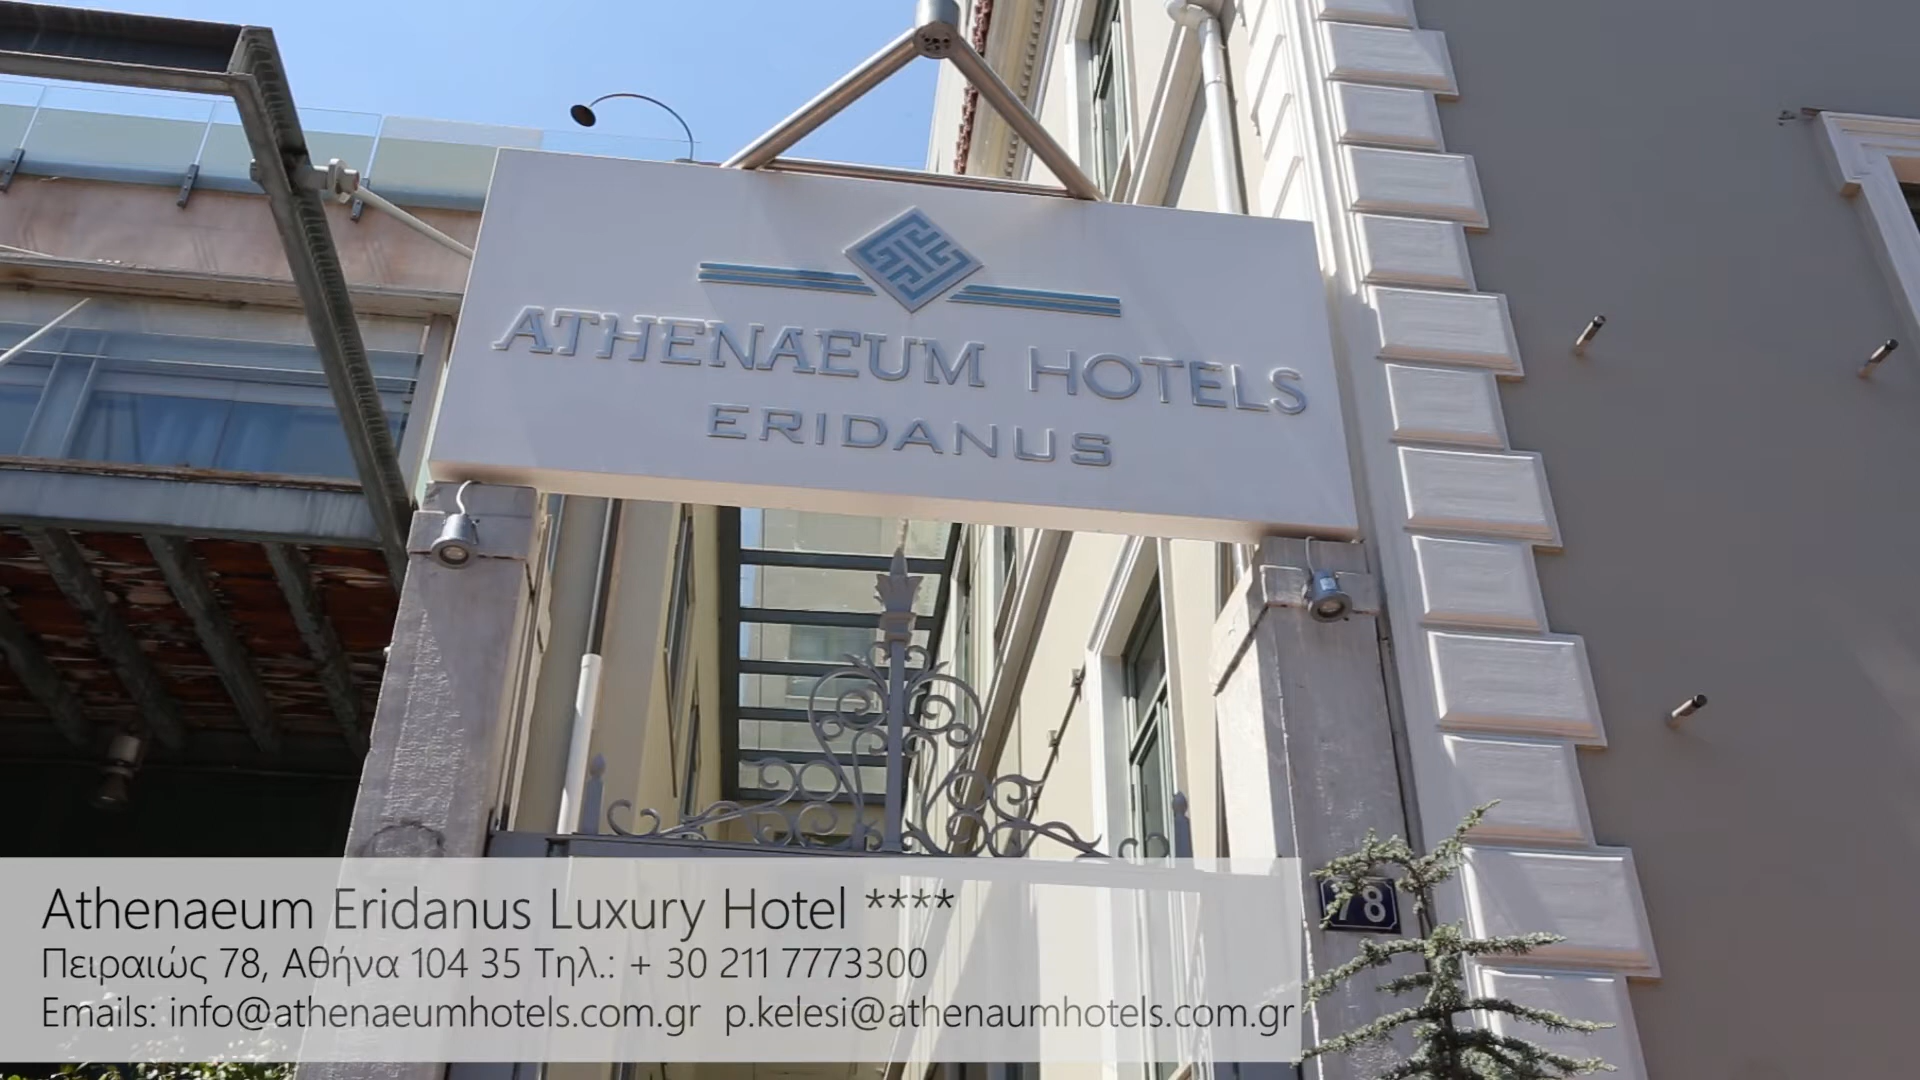 ATHENAEUM HOTELS
ERIDANUS
78
Athenaeum Eridanus Luxury Hotel ****
Πειραιώς 78, Αθήνα 104 35 Τηλ.: + 30 211 7773300
Emails: info@athenaeumhotels.com.gr p.kelesi@athenaumhotels.com.gr